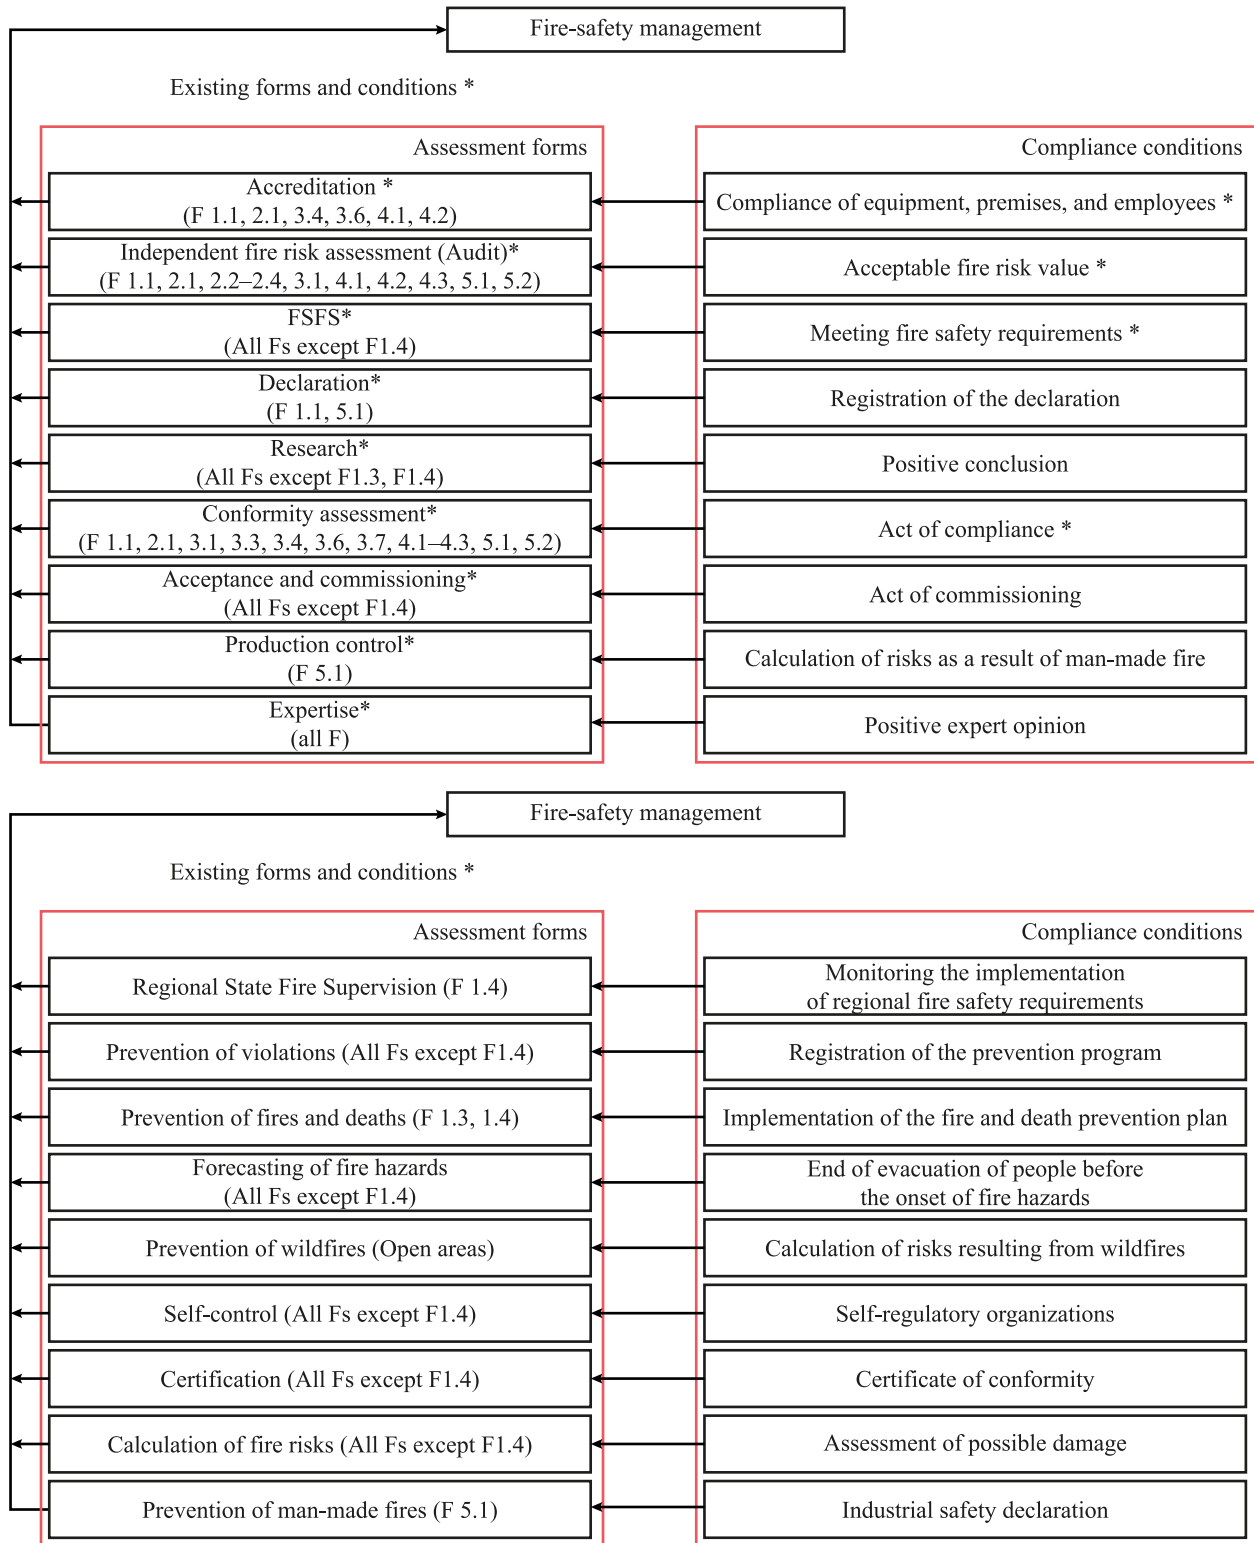 Fire-safety management
Existing forms and conditions *
Assessment forms
Compliance conditions
Accreditation *
(F 1.1, 2.1, 3.4, 3.6, 4.1, 4.2)
Compliance of equipment, premises, and employees *
Independent fire risk assessment (Audit)*
(F 1.1, 2.1, 2.2–2.4, 3.1, 4.1, 4.2, 4.3, 5.1, 5.2)
Acceptable fire risk value *
FSFS*
(All Fs except F1.4)
Meeting fire safety requirements *
Declaration*
(F 1.1, 5.1)
Registration of the declaration
Research*
(All Fs except F1.3, F1.4)
Positive conclusion
Conformity assessment*
(F 1.1, 2.1, 3.1, 3.3, 3.4, 3.6, 3.7, 4.1–4.3, 5.1, 5.2)
Act of compliance *
Acceptance and commissioning*
(All Fs except F1.4)
Act of commissioning
Production control*
(F 5.1)
Calculation of risks as a result of man-made fire
Expertise*
(all F)
Positive expert opinion
Fire-safety management
Existing forms and conditions *
Assessment forms
Compliance conditions
Regional State Fire Supervision (F 1.4)
Monitoring the implementation
of regional fire safety requirements
Prevention of violations (All Fs except F1.4)
Registration of the prevention program
Prevention of fires and deaths (F 1.3, 1.4)
Implementation of the fire and death prevention plan
Forecasting of fire hazards
(All Fs except F1.4)
End of evacuation of people before
the onset of fire hazards
Prevention of wildfires (Open areas)
Calculation of risks resulting from wildfires
Self-control (All Fs except F1.4)
Self-regulatory organizations
Certification (All Fs except F1.4)
Certificate of conformity
Calculation of fire risks (All Fs except F1.4)
Assessment of possible damage
Prevention of man-made fires (F 5.1)
Industrial safety declaration